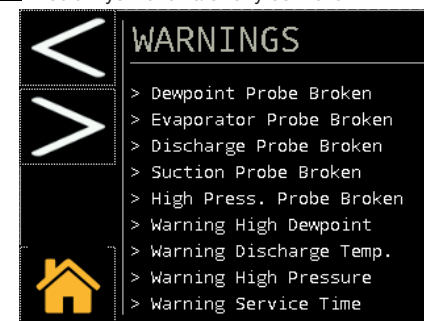 WARNINGS
> Dewpoint Probe Broken
> Evaporator Probe Broken
> Discharge Probe Broken
> Suction Probe Broken
> High Press. Probe Broken
> Warning High Dewpoint
> Warning Discharge Temp.
> Warning High Pressure
> Warning Service Time